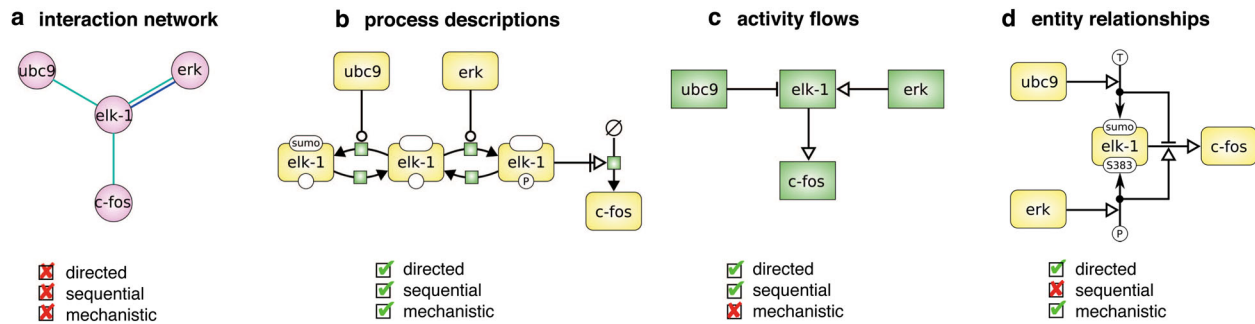 a interaction network
ubc9
erk
elk-1
c-fos
directed
sequential
mechanistic
b process descriptions
ubc9
erk
sumo
elk-1
elk-1
elk-1
P
∅
c-fos
directed
sequential
mechanistic
c activity flows
ubc9
elk-1
erk
c-fos
directed
sequential
mechanistic
d entity relationships
T
ubc9
sumo
elk-1
S383
c-fos
erk
P
directed
sequential
mechanistic